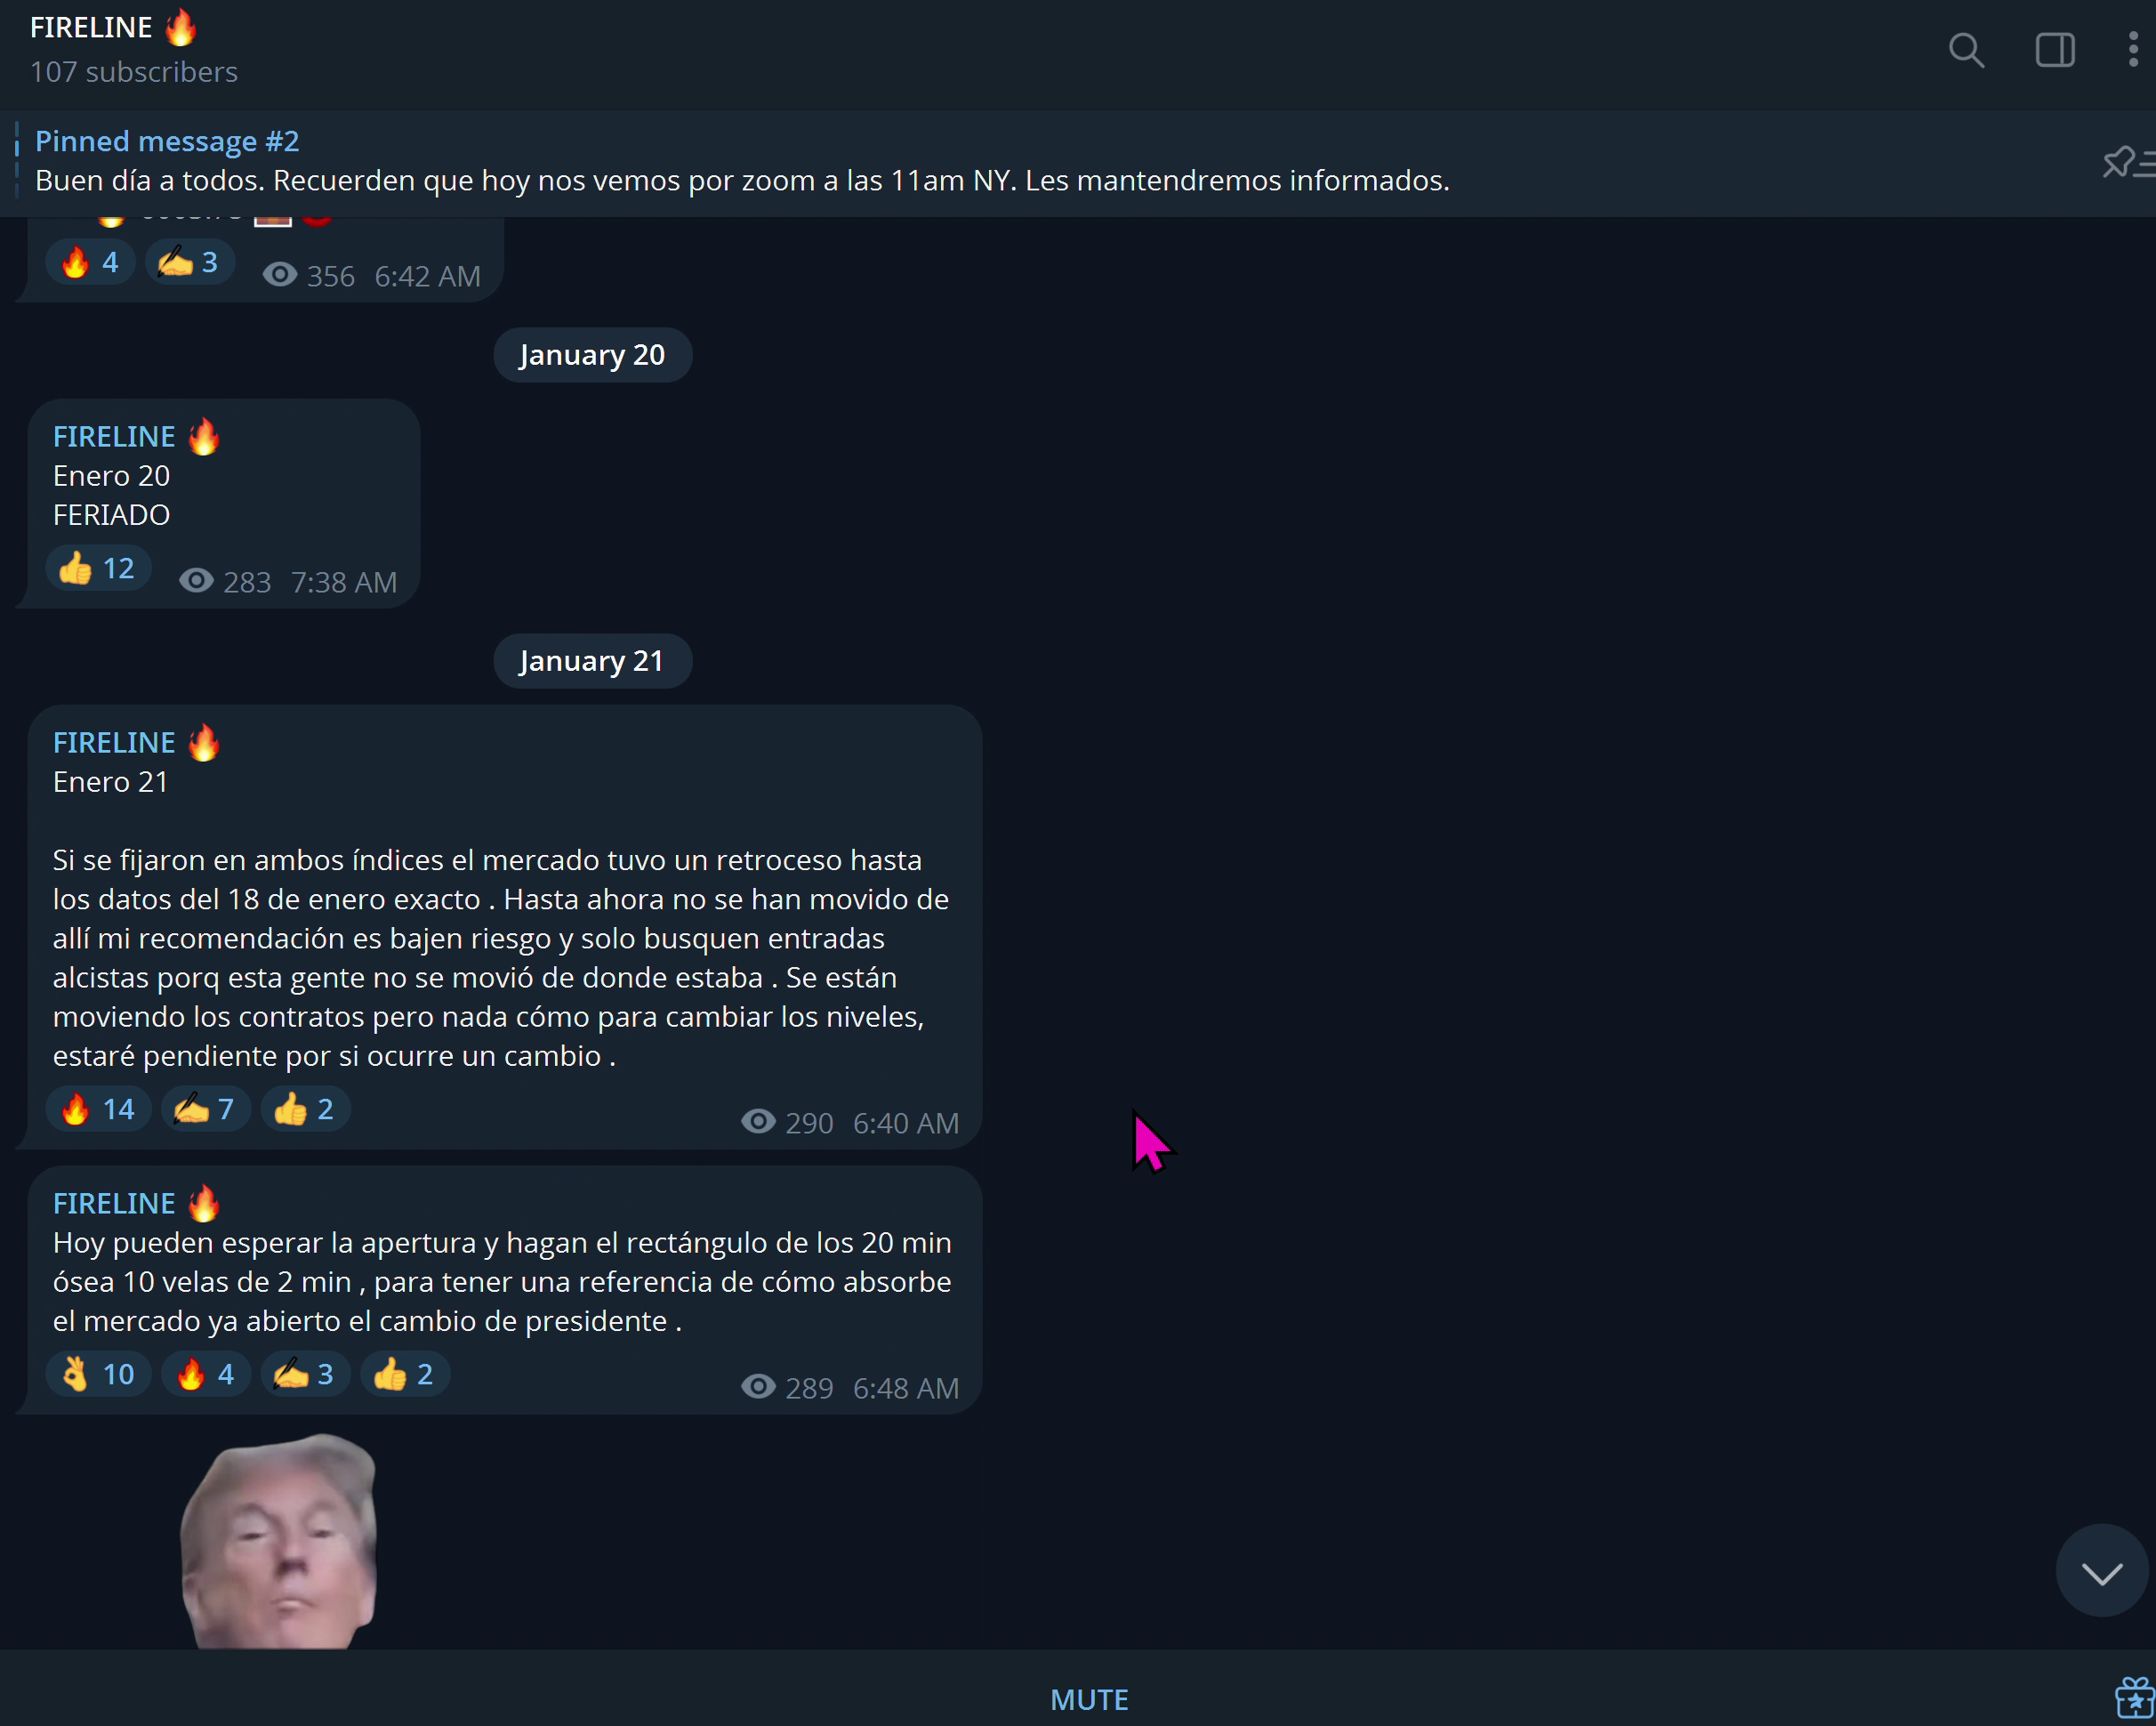 FIRELINE 🔥
107 subscribers
Pinned message #2
Buen día a todos. Recuerden que hoy nos vemos por zoom a las 11am NY. Les mantendremos informados.
🔥 4 ✍️ 3 356 6:42 AM
January 20
FIRELINE 🔥
Enero 20
FERIADO
👍 12 283 7:38 AM
January 21
FIRELINE 🔥
Enero 21
Si se fijaron en ambos índices el mercado tuvo un retroceso hasta
los datos del 18 de enero exacto . Hasta ahora no se han movido de
allí mi recomendación es bajen riesgo y solo busquen entradas
alcistas porq esta gente no se movió de donde estaba . Se están
moviendo los contratos pero nada cómo para cambiar los niveles,
estaré pendiente por si ocurre un cambio .
🔥 14 ✍️ 7 👍 2 290 6:40 AM
FIRELINE 🔥
Hoy pueden esperar la apertura y hagan el rectángulo de los 20 min
ósea 10 velas de 2 min , para tener una referencia de cómo absorbe
el mercado ya abierto el cambio de presidente .
👌 10 🔥 4 ✍️ 3 👍 2 289 6:48 AM
MUTE